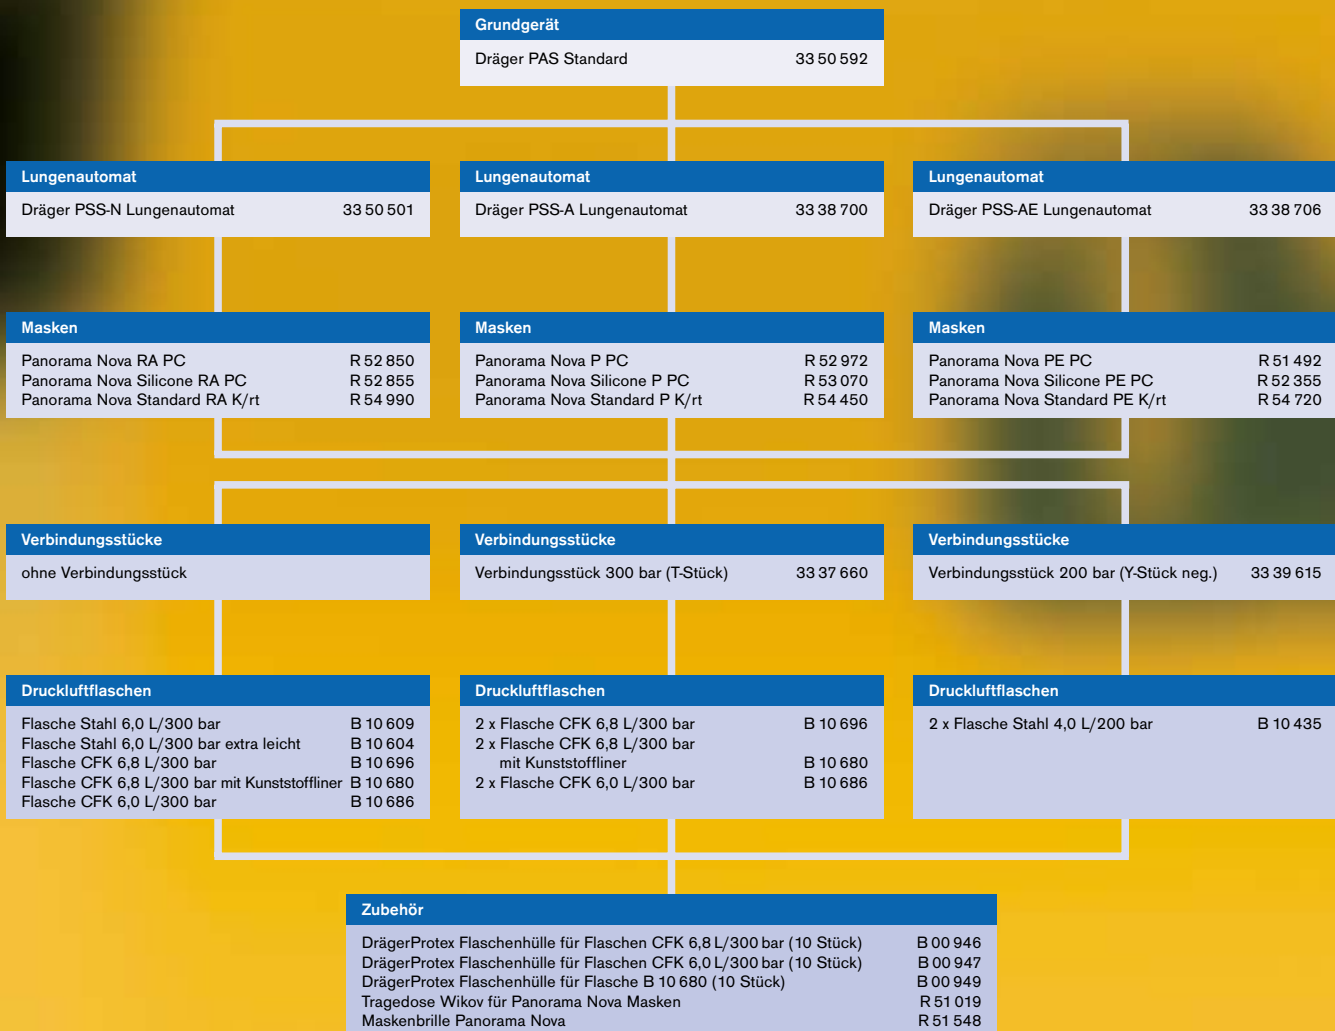 Grundgerät
Dräger PAS Standard 33 50 592
Lungenautomat
Dräger PSS-N Lungenautomat 33 50 501
Lungenautomat
Dräger PSS-A Lungenautomat 33 38 700
Lungenautomat
Dräger PSS-AE Lungenautomat 33 38 706
Masken
Panorama Nova RA PC R 52 850
Panorama Nova Silicone RA PC R 52 855
Panorama Nova Standard RA K/rt R 54 990
Masken
Panorama Nova P PC R 52 972
Panorama Nova Silicone P PC R 53 070
Panorama Nova Standard P K/rt R 54 450
Masken
Panorama Nova PE PC R 51 492
Panorama Nova Silicone PE PC R 52 355
Panorama Nova Standard PE K/rt R 54 720
Verbindungsstücke
ohne Verbindungsstück
Verbindungsstücke
Verbindungsstück 300 bar (T-Stück) 33 37 660
Verbindungsstücke
Verbindungsstück 200 bar (Y-Stück neg.) 33 39 615
Druckluftflaschen
Flasche Stahl 6,0 L/300 bar B 10 609
Flasche Stahl 6,0 L/300 bar extra leicht B 10 604
Flasche CFK 6,8 L/300 bar B 10 696
Flasche CFK 6,8 L/300 bar mit Kunststoffliner B 10 680
Flasche CFK 6,0 L/300 bar B 10 686
Druckluftflaschen
2 x Flasche CFK 6,8 L/300 bar B 10 696
2 x Flasche CFK 6,8 L/300 bar
mit Kunststoffliner B 10 680
2 x Flasche CFK 6,0 L/300 bar B 10 686
Druckluftflaschen
2 x Flasche Stahl 4,0 L/200 bar B 10 435
Zubehör
DrägerProtex Flaschenhülle für Flaschen CFK 6,8 L/300 bar (10 Stück) B 00 946
DrägerProtex Flaschenhülle für Flaschen CFK 6,0 L/300 bar (10 Stück) B 00 947
DrägerProtex Flaschenhülle für Flasche B 10 680 (10 Stück) B 00 949
Tragedose Wikov für Panorama Nova Masken R 51 019
Maskenbrille Panorama Nova R 51 548